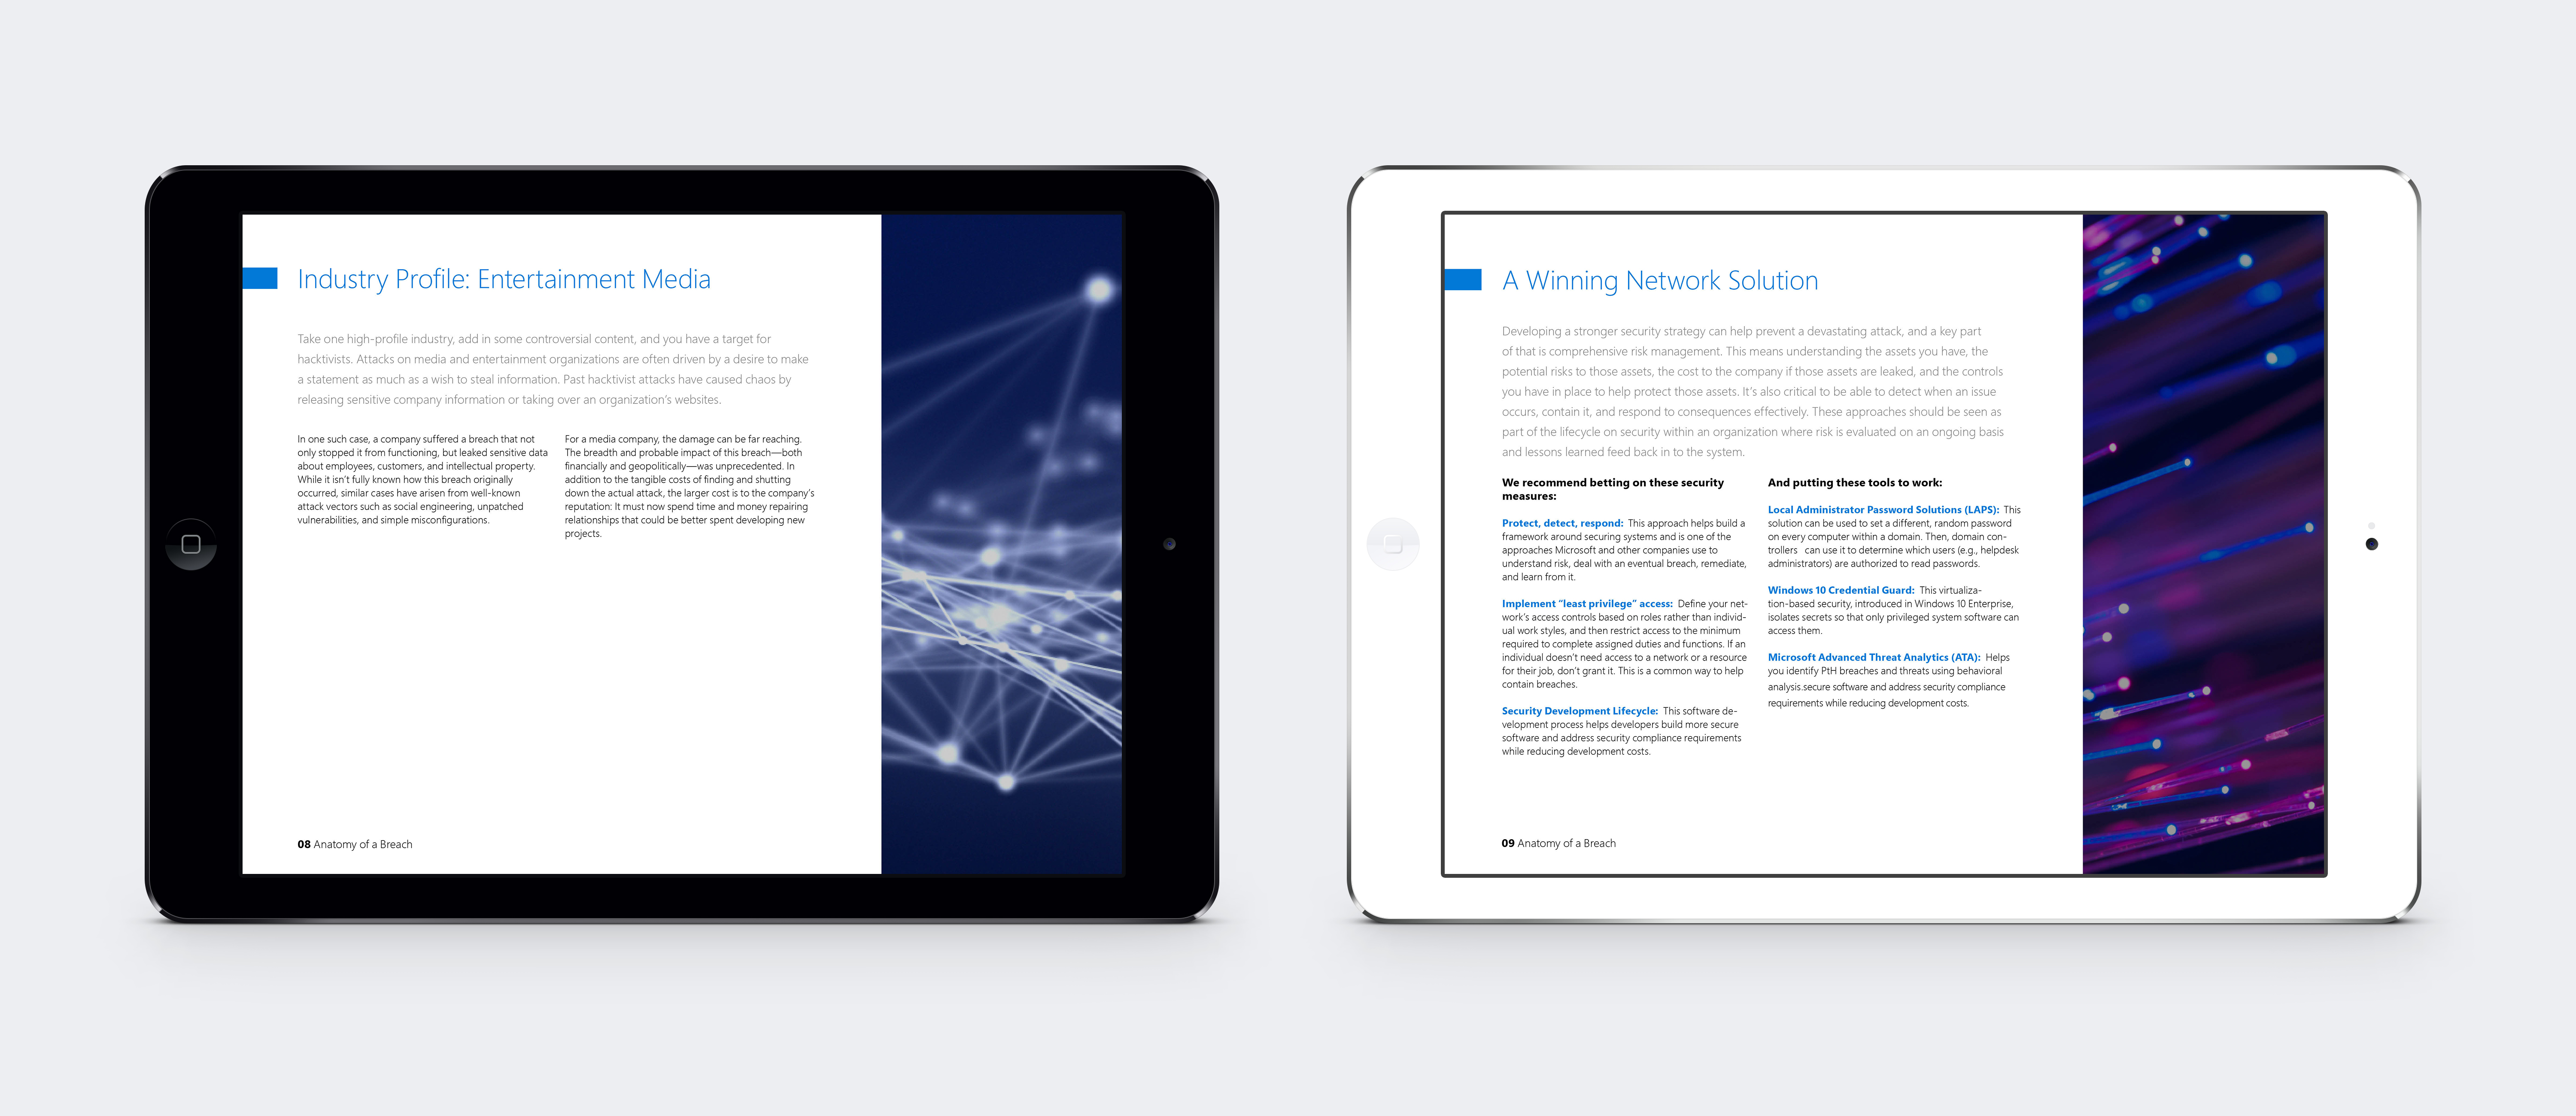 Industry Profile: Entertainment Media
Take one high-profile industry, add in some controversial content, and you have a target for
hacktivists. Attacks on media and entertainment organizations are often driven by a desire to make
a statement as much as a wish to steal information. Past hacktivist attacks have caused chaos by
releasing sensitive company information or taking over an organization's websites.
In one such case, a company suffered a breach that not
only stopped it from functioning, but leaked sensitive data
about employees, customers, and intellectual property.
While it isn't fully known how this breach originally
occurred, similar cases have arisen from well-known
attack vectors such as social engineering, unpatched
vulnerabilities, and simple misconfigurations.
For a media company, the damage can be far reaching.
The breadth and probable impact of this breach—both
financially and geopolitically—was unprecedented. In
addition to the tangible costs of finding and shutting
down the actual attack, the larger cost is to the company's
reputation: It must now spend time and money repairing
relationships that could be better spent developing new
projects.
08 Anatomy of a Breach
A Winning Network Solution
Developing a stronger security strategy can help prevent a devastating attack, and a key part
of that is comprehensive risk management. This means understanding the assets you have, the
potential risks to those assets, the cost to the company if those assets are leaked, and the controls
you have in place to help protect those assets. It's also critical to be able to detect when an issue
occurs, contain it, and respond to consequences effectively. These approaches should be seen as
part of the lifecycle on security within an organization where risk is evaluated on an ongoing basis
and lessons learned feed back in to the system.
We recommend betting on these security
measures:
Protect, detect, respond: This approach helps build a
framework around securing systems and is one of the
approaches Microsoft and other companies use to
understand risk, deal with an eventual breach, remediate,
and learn from it.
Implement "least privilege" access: Define your net-
work's access controls based on roles rather than individ-
ual work styles, and then restrict access to the minimum
required to complete assigned duties and functions. If an
individual doesn't need access to a network or a resource
for their job, don't grant it. This is a common way to help
contain breaches.
Security Development Lifecycle: This software de-
velopment process helps developers build more secure
software and address security compliance requirements
while reducing development costs.
And putting these tools to work:
Local Administrator Password Solutions (LAPS): This
solution can be used to set a different, random password
on every computer within a domain. Then, domain con-
trollers can use it to determine which users (e.g., helpdesk
administrators) are authorized to read passwords.
Windows 10 Credential Guard: This virtualiza-
tion-based security, introduced in Windows 10 Enterprise,
isolates secrets so that only privileged system software can
access them.
Microsoft Advanced Threat Analytics (ATA): Helps
you identify PtH breaches and threats using behavioral
analysis.secure software and address security compliance
requirements while reducing development costs.
09 Anatomy of a Breach